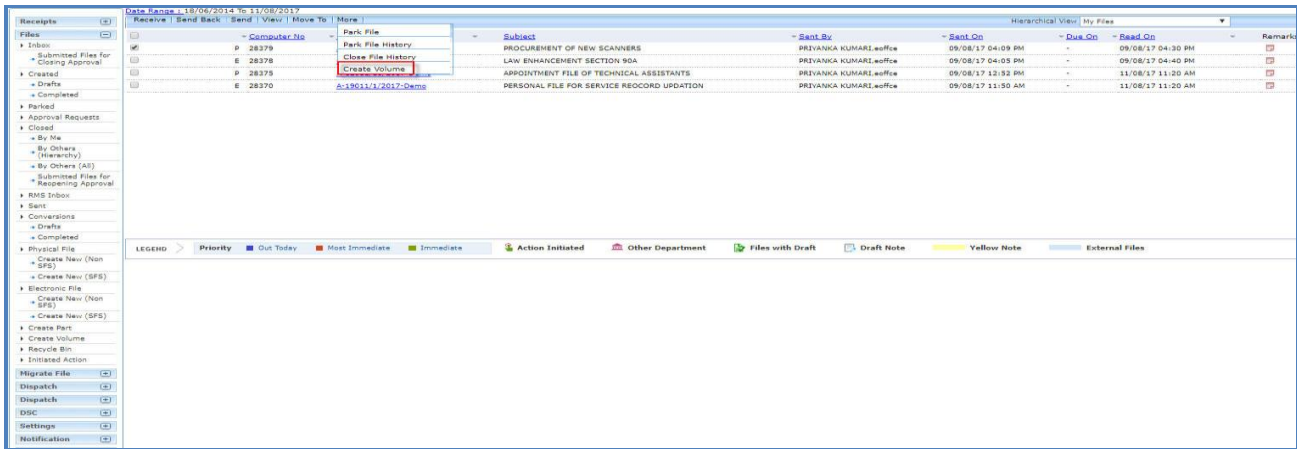 Date Range : 18/06/2014 To 11/08/2017
Receive | Send Back | Send | View | Move To | More |
Hierarchical View My Files
Park File
Park File History
Close File History
Create Volume
Computer No Subject Sent By Sent On Due On Read On Remarks
P 28379 PROCUREMENT OF NEW SCANNERS PRIYANKA KUMARI,eoffce 09/08/17 04:09 PM - 09/08/17 04:30 PM
E 28378 LAW ENHANCEMENT SECTION 90A PRIYANKA KUMARI,eoffce 09/08/17 04:05 PM - 09/08/17 04:40 PM
P 28375 APPOINTMENT FILE OF TECHNICAL ASSISTANTS PRIYANKA KUMARI,eoffce 09/08/17 12:52 PM - 11/08/17 11:20 AM
E 28370 A-19011/1/2017-Demo PERSONAL FILE FOR SERVICE REOCORD UPDATION PRIYANKA KUMARI,eoffce 09/08/17 11:50 AM - 11/08/17 11:20 AM
LEGEND Priority Out Today Most Immediate Immediate Action Initiated Other Department Files with Draft Draft Note Yellow Note External Files
Receipts
Files
Inbox
Submitted Files for
Closing Approval
Created
Drafts
Completed
Parked
Approval Requests
Closed
By Me
By Others
(Hierarchy)
By Others (All)
Submitted Files for
Reopening Approval
RMS Inbox
Sent
Conversions
Drafts
Completed
Physical File
Create New (Non
SFS)
Create New (SFS)
Electronic File
Create New (Non
SFS)
Create New (SFS)
Create Part
Create Volume
Recycle Bin
Initiated Action
Migrate File
Dispatch
Dispatch
DSC
Settings
Notification